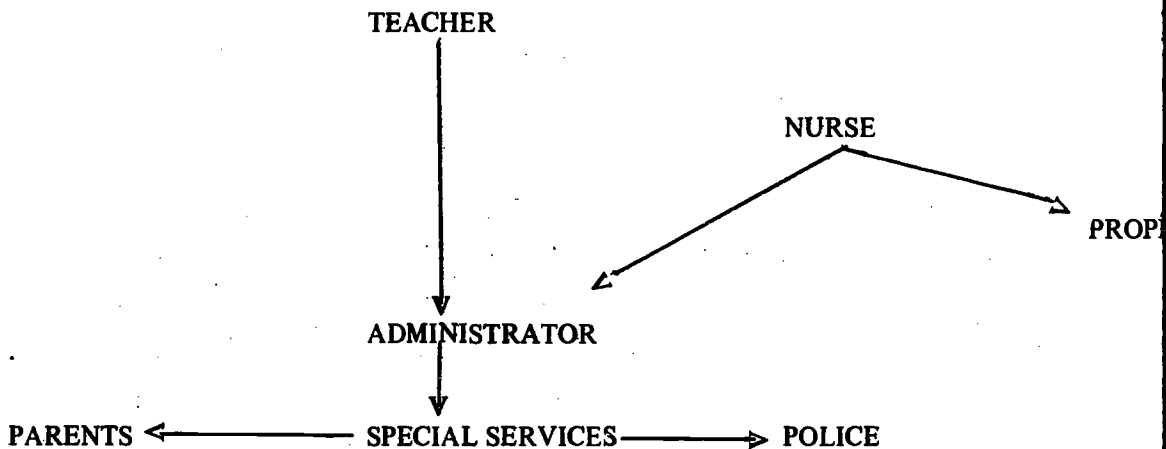 TEACHER
NURSE
ADMINISTRATOR
PARENTS SPECIAL SERVICES POLICE